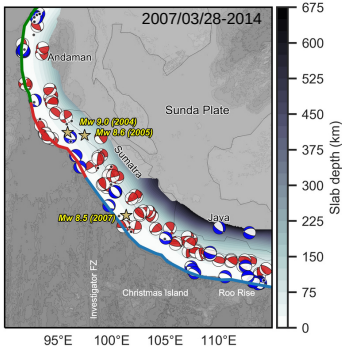 2007/03/28-2014
Andaman
Sunda Plate
Mw 9.0 (2004)
Mw 8.6 (2005)
Sumatra
Mw 8.5 (2007)
Java
Investigator FZ
Christmas Island
Roo Rise
95°E
100°E
105°E
110°E
675
600
525
450
375
300
225
150
75
0
Slab depth (km)